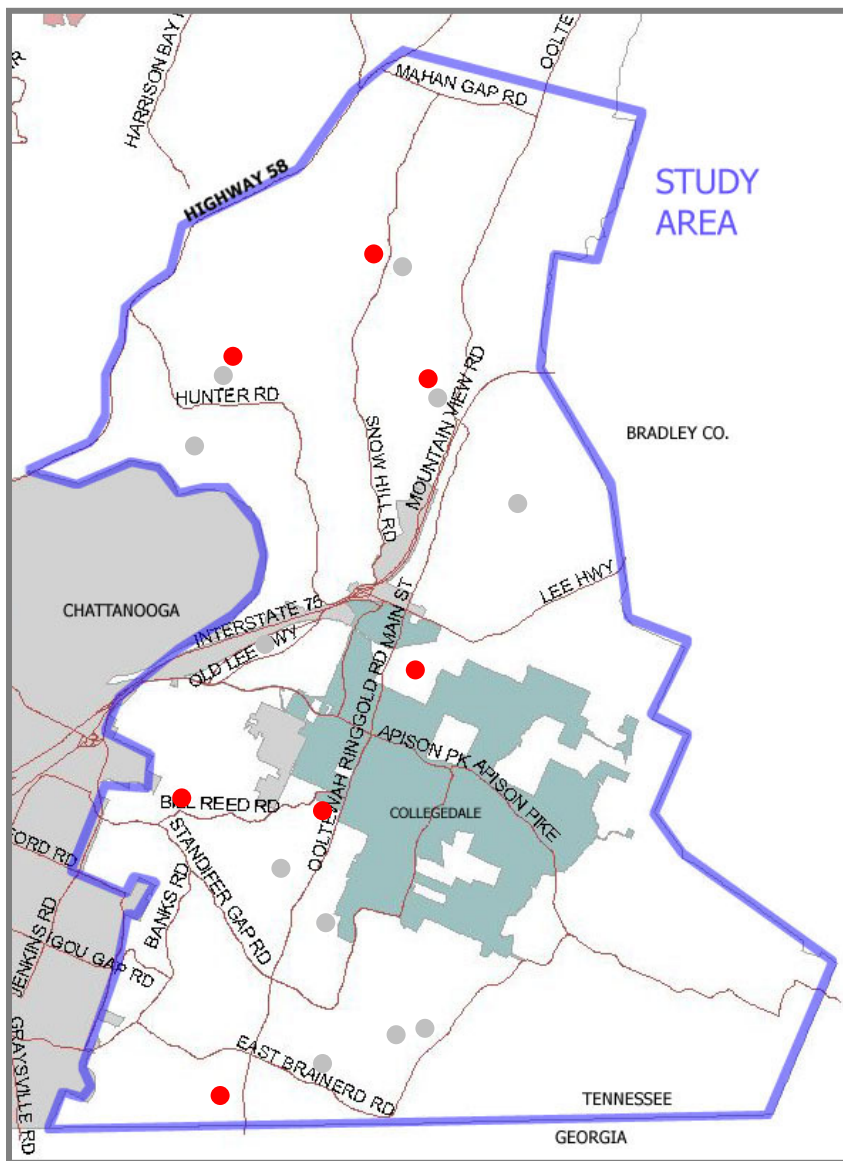 HARRISON BAY
OOLTE
MAHAN GAP RD
HIGHWAY 58
STUDY
AREA
HUNTER RD
SNOW HILL RD
MOUNTAIN VIEW RD
BRADLEY CO.
LEE HWY
CHATTANOOGA
INTERSTATE 75
OLD LEE WY
MAIN ST
OOLTEWAH RINGGOLD RD
APISON PK
APISON PIKE
COLLEGEDALE
BILL REED RD
STANDIFER GAP RD
FORD RD
BANKS RD
JENKINS RD
IGOU GAP RD
EAST BRAINERD RD
GRAYSVILLE RD
TENNESSEE
GEORGIA